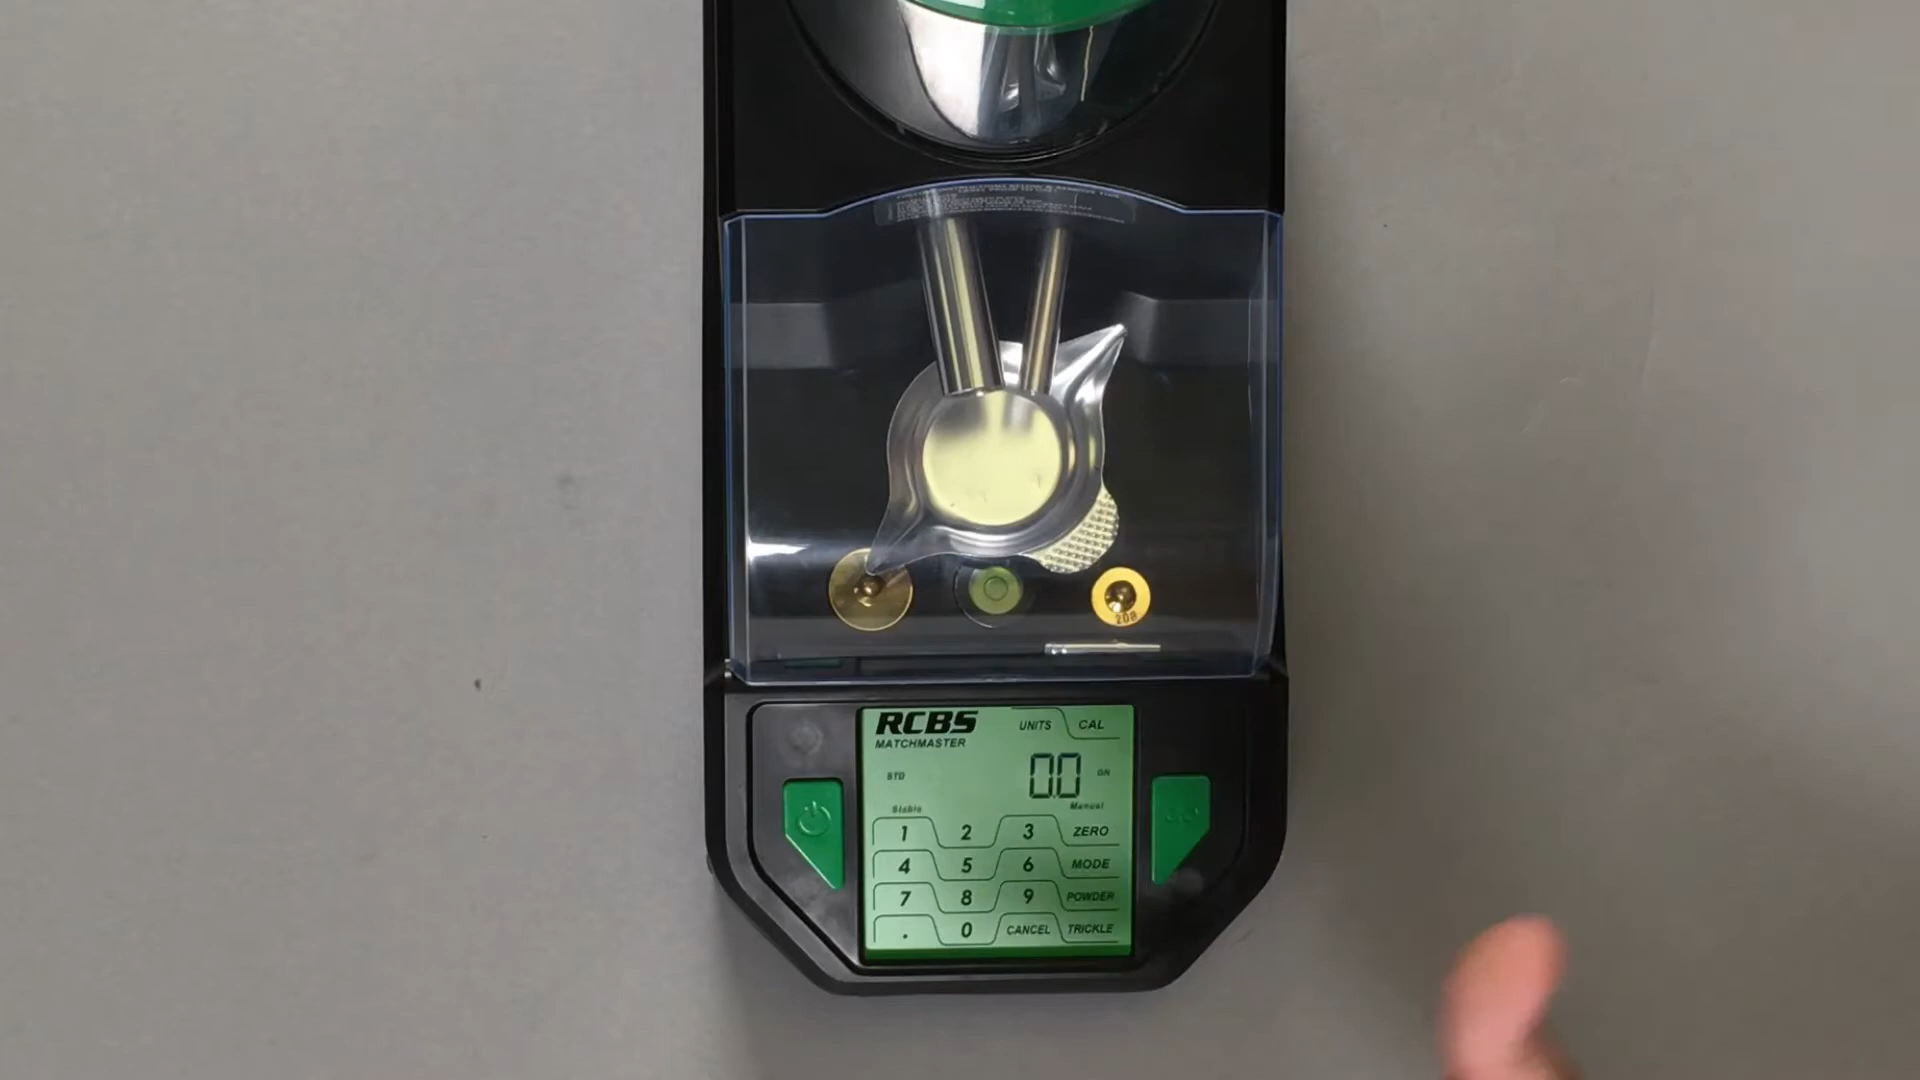 RCBS
MATCHMASTER
UNITS CAL
STD 0.0 GN
Stable Manual
1 2 3 ZERO
4 5 6 MODE
7 8 9 POWDER
. 0 CANCEL TRICKLE